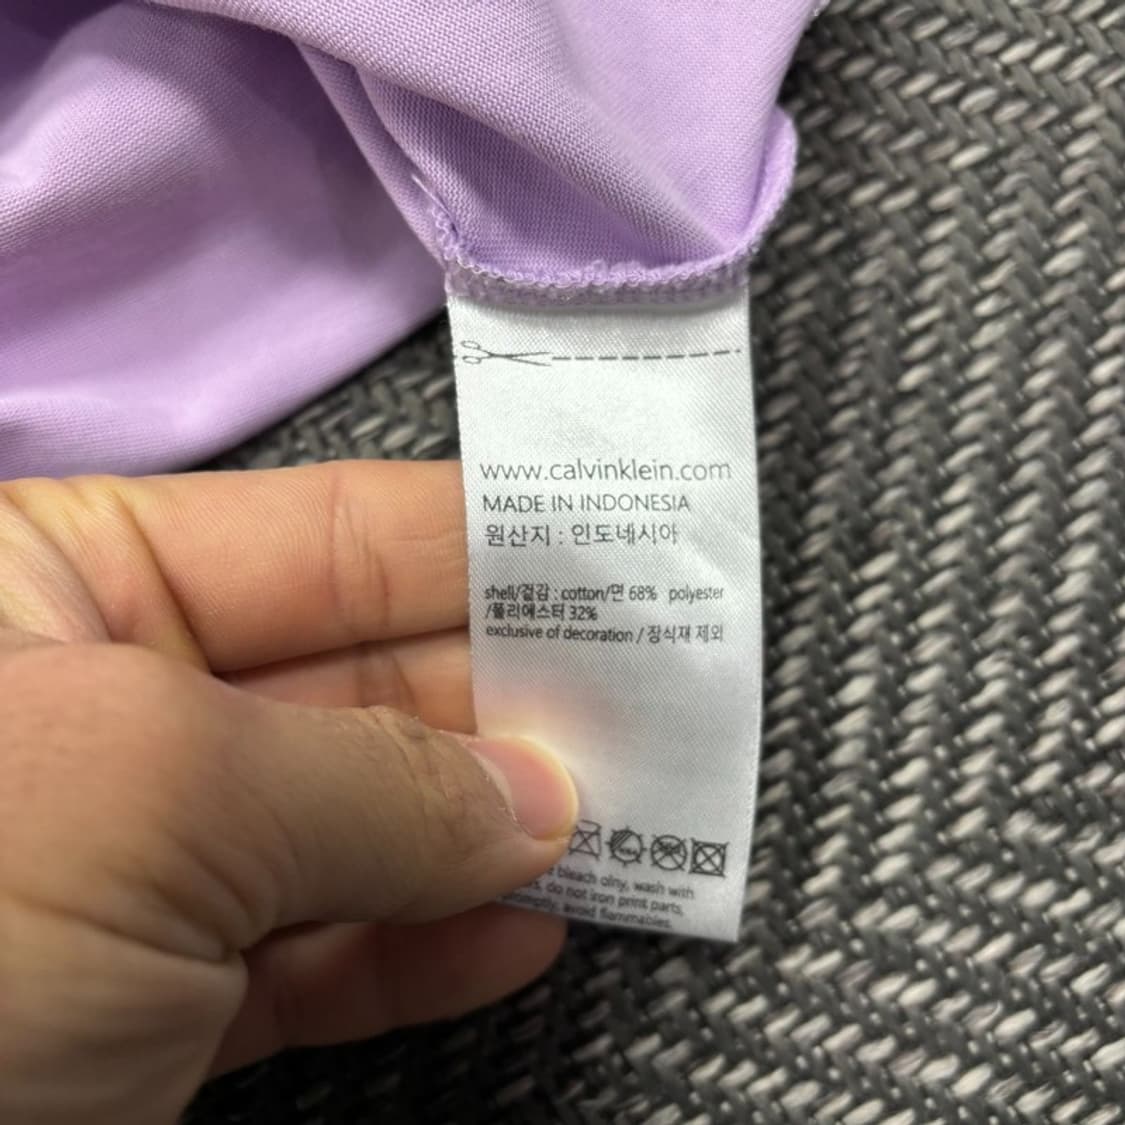 www.calvinklein.com
MADE IN INDONESIA
원산지 : 인도네시아
shell/겉감 : cotton/면 68% polyester
/폴리에스터 32%
exclusive of decoration / 장식재 제외
bleach olny, wash with
do not iron print parts,
avoid flammables.